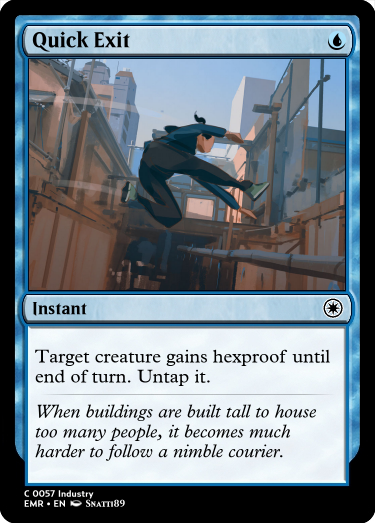 Quick Exit
Instant
Target creature gains hexproof until
end of turn. Untap it.
When buildings are built tall to house
too many people, it becomes much
harder to follow a nimble courier.
C 0057 Industry
EMR • EN Snatti89